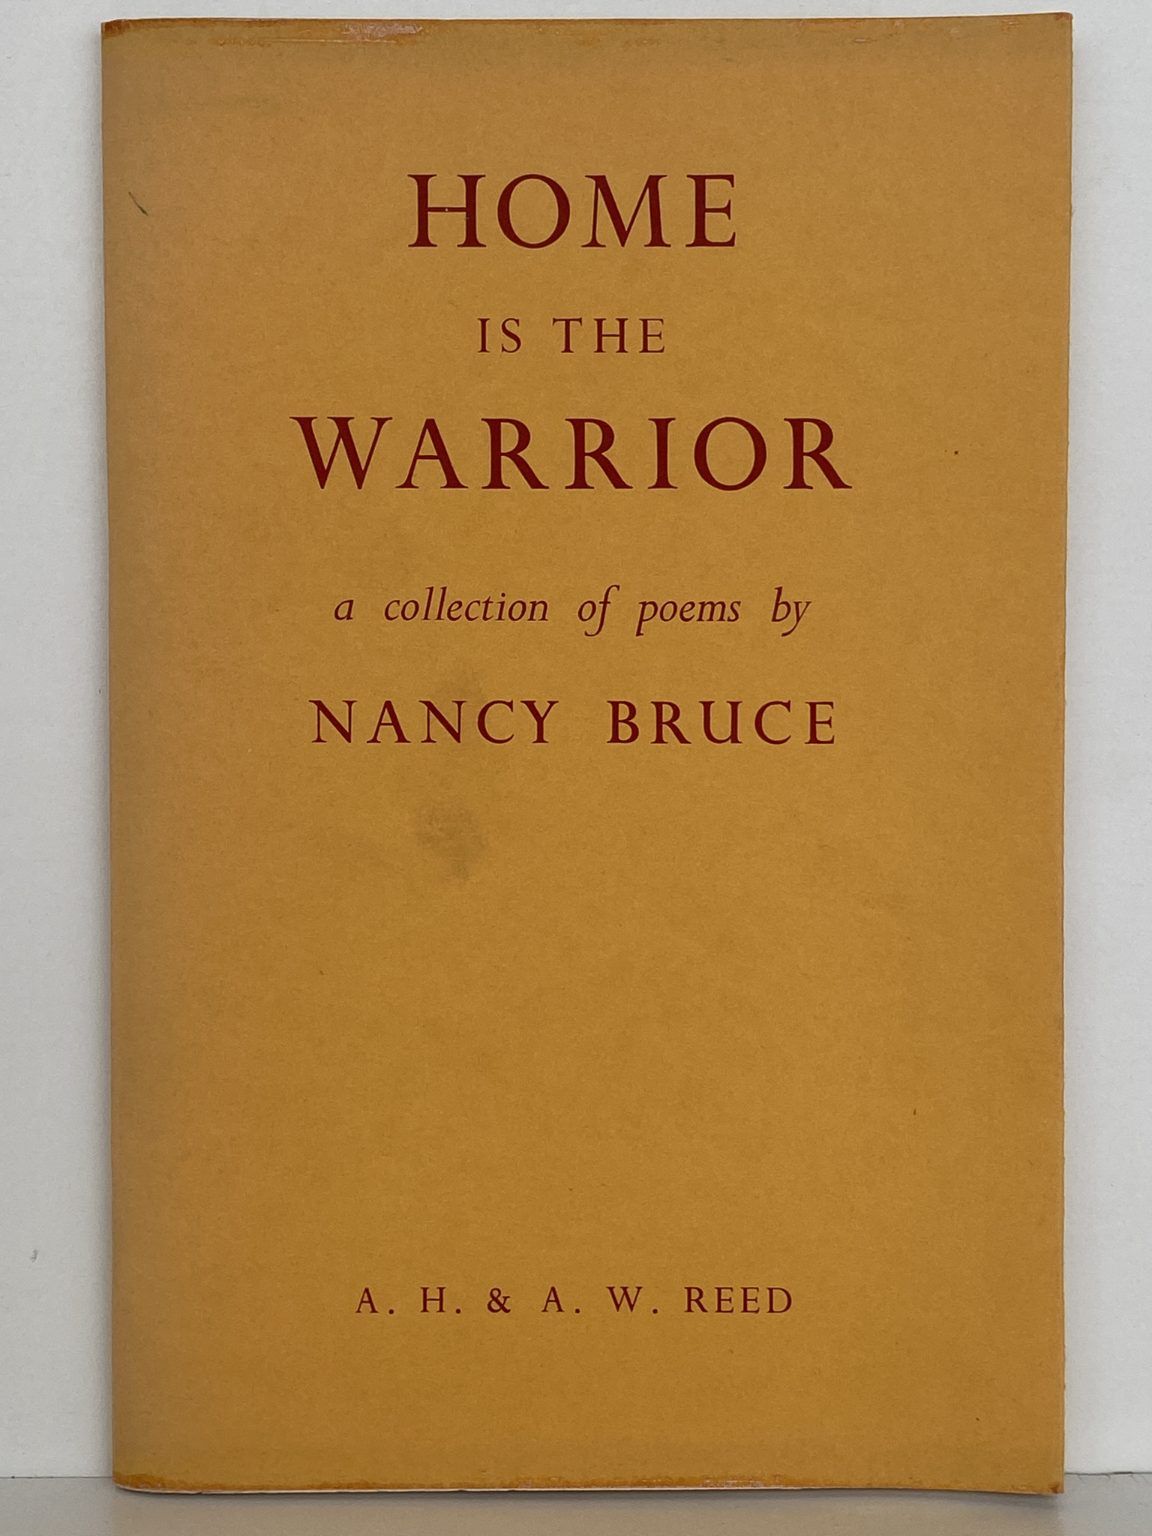 HOME
IS THE
WARRIOR
a collection of poems by
NANCY BRUCE
A. H. & A. W. REED